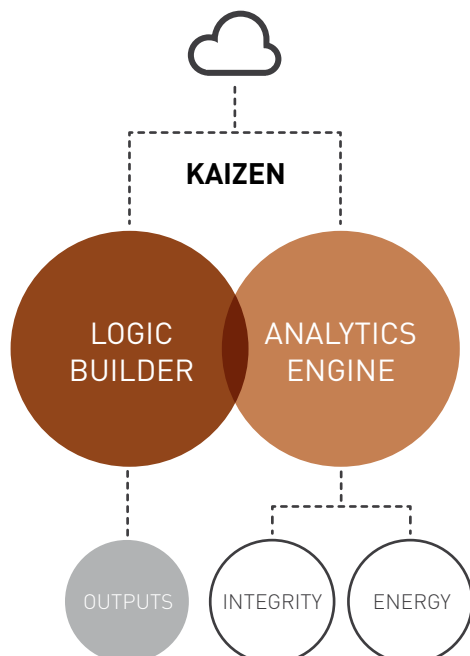 KAIZEN
LOGIC
BUILDER
ANALYTICS
ENGINE
OUTPUTS
INTEGRITY
ENERGY